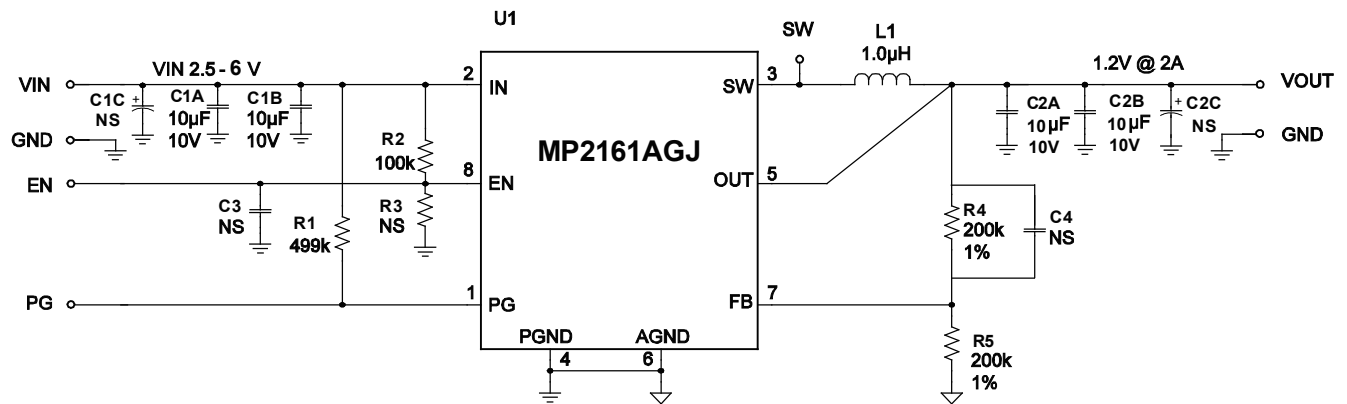 U1
SW
L1
1.0µH
VIN
VIN 2.5 - 6 V
2
IN
SW
3
1.2V @ 2A
VOUT
C1C
NS
+
C1A
10µF
10V
C1B
10µF
10V
C2A
10µF
10V
C2B
10µF
10V
+
C2C
NS
GND
GND
R2
100k
MP2161AGJ
EN
8
EN
OUT
5
C3
NS
R1
499k
R3
NS
R4
200k
1%
C4
NS
PG
1
PG
FB
7
PGND
4
AGND
6
R5
200k
1%